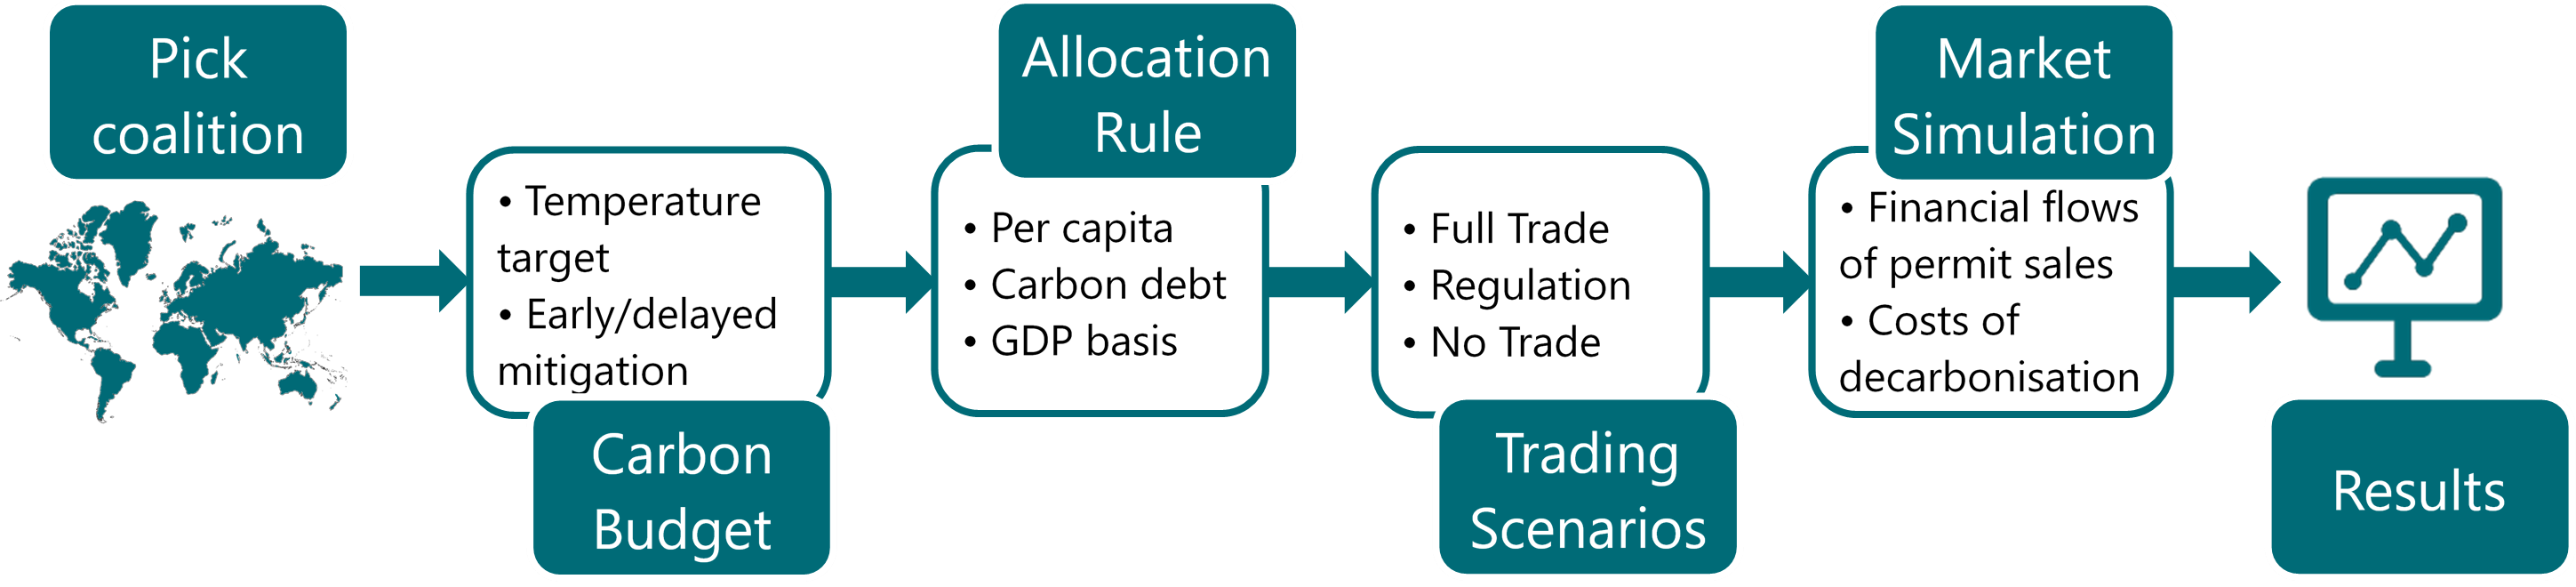 Pick
coalition
• Temperature
target
• Early/delayed
mitigation
Carbon
Budget
Allocation
Rule
• Per capita
• Carbon debt
• GDP basis
• Full Trade
• Regulation
• No Trade
Trading
Scenarios
Market
Simulation
• Financial flows
of permit sales
• Costs of
decarbonisation
Results